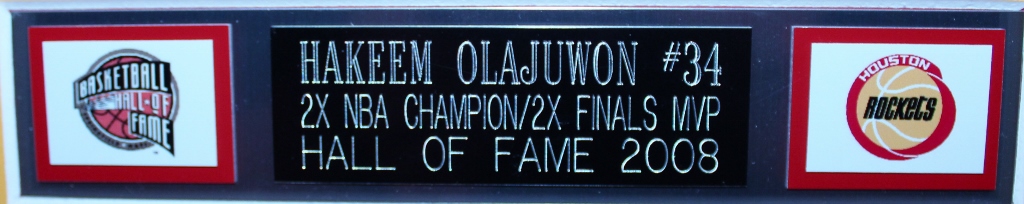 BASKETBALL
HALL-OF
FAME
HAKEEM OLAJUWON #34
2X NBA CHAMPION/2X FINALS MVP
HALL OF FAME 2008
HOUSTON
ROCKETS